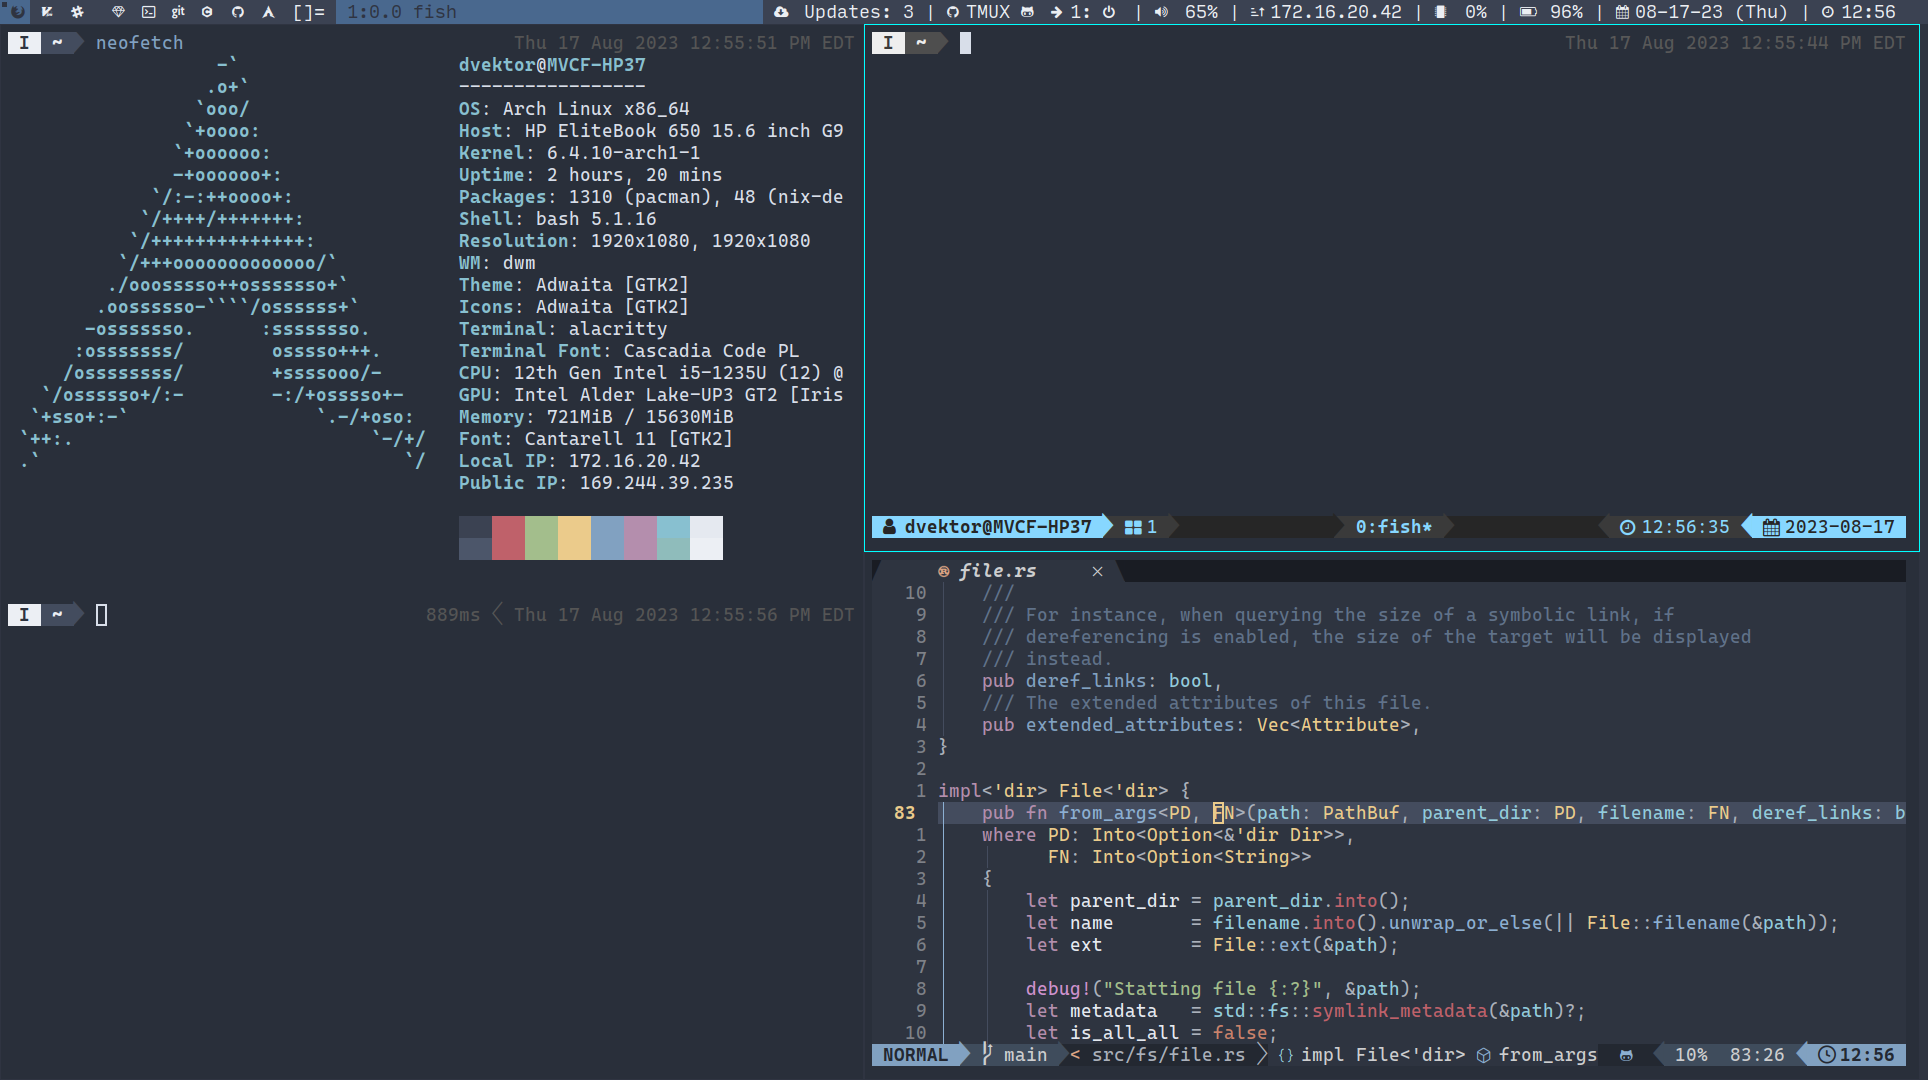 git []= 1:0.0 fish Updates: 3 | TMUX 1: | 65% | 172.16.20.42 | 0% | 96% | 08-17-23 (Thu) | 12:56
I ~ neofetch Thu 17 Aug 2023 12:55:51 PM EDT
dvektor@MVCF-HP37
-----------------
OS: Arch Linux x86_64
Host: HP EliteBook 650 15.6 inch G9
Kernel: 6.4.10-arch1-1
Uptime: 2 hours, 20 mins
Packages: 1310 (pacman), 48 (nix-de
Shell: bash 5.1.16
Resolution: 1920x1080, 1920x1080
WM: dwm
Theme: Adwaita [GTK2]
Icons: Adwaita [GTK2]
Terminal: alacritty
Terminal Font: Cascadia Code PL
CPU: 12th Gen Intel i5-1235U (12) @
GPU: Intel Alder Lake-UP3 GT2 [Iris
Memory: 721MiB / 15630MiB
Font: Cantarell 11 [GTK2]
Local IP: 172.16.20.42
Public IP: 169.244.39.235
-`
.o+`
`ooo/
`+oooo:
`+oooooo:
-+oooooo+:
`/:-:++oooo+:
`/++++/+++++++:
`/++++++++++++++:
`/+++ooooooooooooo/`
./ooosssso++osssssso+`
.oossssso-````/ossssss+`
-osssssso.      :ssssssso.
:osssssss/        osssso+++.
/ossssssss/        +ssssooo/-
`/ossssso+/:-        -:/+osssso+-
`+sso+:-`                 `.-/+oso:
`++:.                           `-/+/
.`                                 `/
I ~ 889ms Thu 17 Aug 2023 12:55:56 PM EDT
I ~ Thu 17 Aug 2023 12:55:44 PM EDT
dvektor@MVCF-HP37 1 0:fish* 12:56:35 2023-08-17
file.rs ×
10 ///
9 /// For instance, when querying the size of a symbolic link, if
8 /// dereferencing is enabled, the size of the target will be displayed
7 /// instead.
6 pub deref_links: bool,
5 /// The extended attributes of this file.
4 pub extended_attributes: Vec<Attribute>,
3 }
2
1 impl<'dir> File<'dir> {
83 pub fn from_args<PD, FN>(path: PathBuf, parent_dir: PD, filename: FN, deref_links: b
1 where PD: Into<Option<&'dir Dir>>,
2 FN: Into<Option<String>>
3 {
4 let parent_dir = parent_dir.into();
5 let name       = filename.into().unwrap_or_else(|| File::filename(&path));
6 let ext        = File::ext(&path);
7
8 debug!("Statting file {:?}", &path);
9 let metadata   = std::fs::symlink_metadata(&path)?;
10 let is_all_all = false;
NORMAL main < src/fs/file.rs {} impl File<'dir> from_args 10% 83:26 12:56